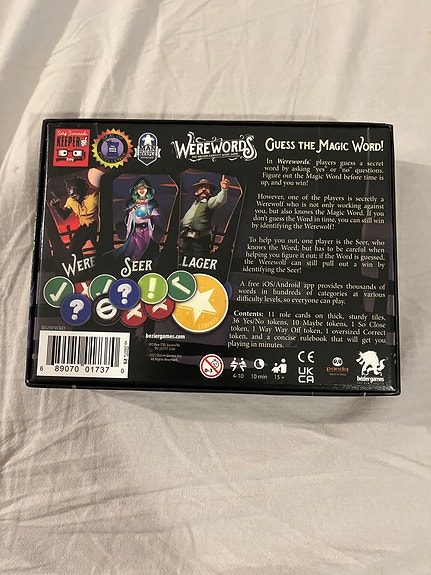 KEEPER
WEREWORDS
GUESS THE MAGIC WORD!
In Werewords, players guess a secret
word by asking "yes" or "no" questions.
Figure out the Magic Word before time is
up, and you win!
However, one of the players is secretly a
Werewolf who is not only working against
you, but also knows the Magic Word. If you
don't guess the Word in time, you can still win
by identifying the Werewolf!
To help you out, one player is the Seer, who
knows the Word, but has to be careful when
helping you figure it out; if the Word is guessed,
the Werewolf can still pull out a win by
identifying the Seer!
A free iOS/Android app provides thousands of
words in hundreds of categories at various
difficulty levels, so everyone can play.
Contents: 11 role cards on thick, sturdy tiles,
36 Yes/No tokens, 10 Maybe tokens, 1 So Close
token, 1 Way Way Off token, 1 oversized Correct
token, and a concise rulebook that will get you
playing in minutes.
WERE
SEER
LAGER
? ? !
beziergames.com
6 89070 01737 0
0-3
CE
UK
CA
4-10
10 min
15+
panda
bezier games